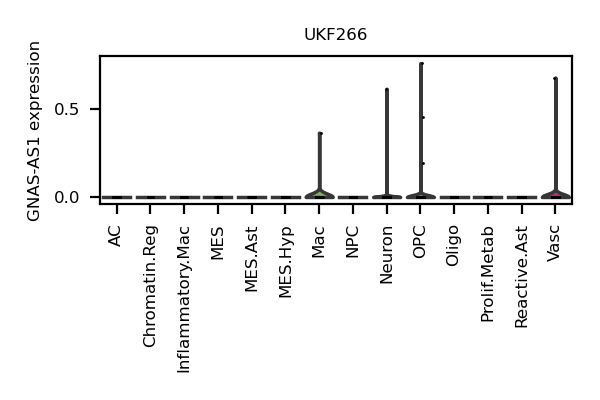 UKF266
GNAS-AS1 expression
0.5
0.0
AC
Chromatin.Reg
Inflammatory.Mac
MES
MES.Ast
MES.Hyp
Mac
NPC
Neuron
OPC
Oligo
Prolif.Metab
Reactive.Ast
Vasc